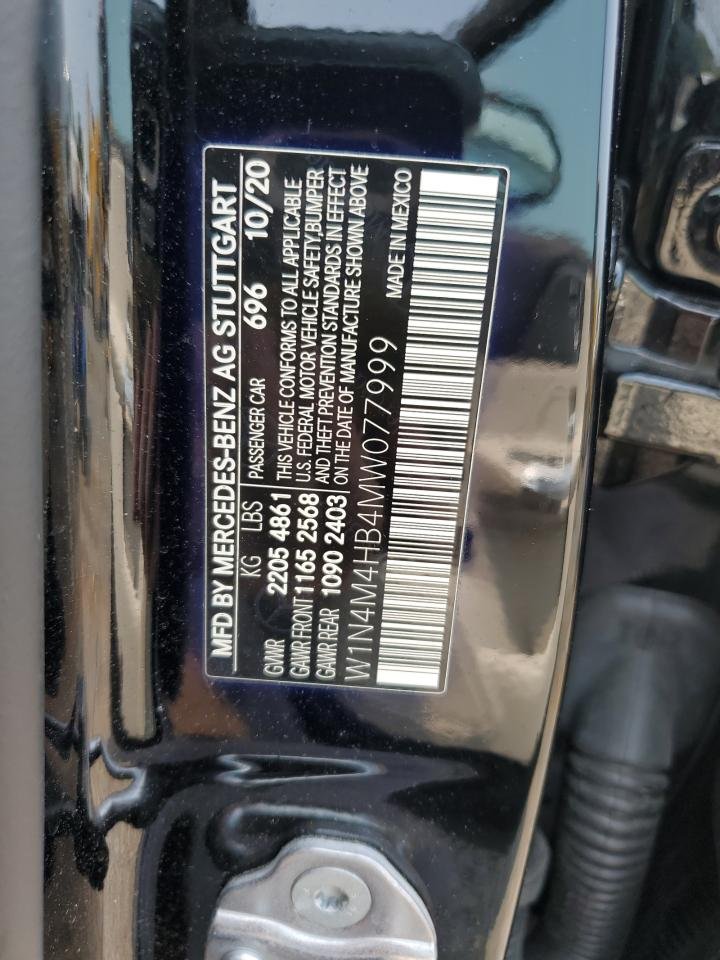 MFD BY MERCEDES-BENZ AG STUTTGART
KG LBS 696 10/20
GVWR 2205 4861 PASSENGER CAR
GAWR FRONT 1165 2568 THIS VEHICLE CONFORMS TO ALL APPLICABLE
GAWR REAR 1090 2403 U.S. FEDERAL MOTOR VEHICLE SAFETY,BUMPER
AND THEFT PREVENTION STANDARDS IN EFFECT
ON THE DATE OF MANUFACTURE SHOWN ABOVE
W1N4M4HB4MW077999 MADE IN MEXICO